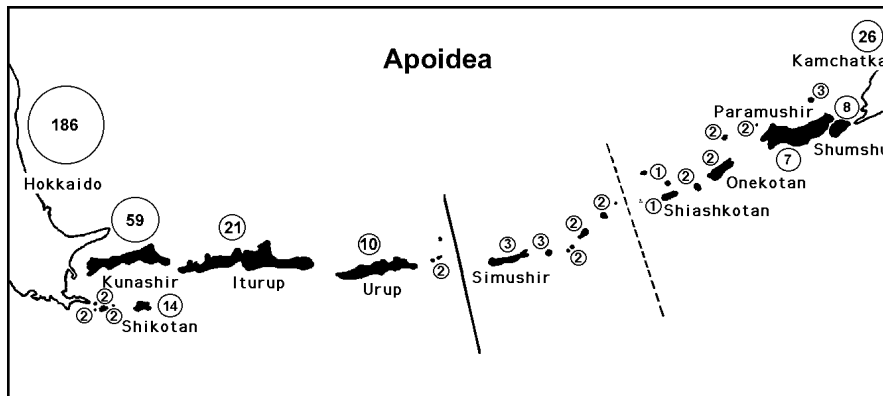 Apoidea
26
Kamchatka
186
Hokkaido
3
Paramushir
8
2
2
Shumshu
7
2
Onekotan
1
2
1
Shiashkotan
59
21
10
2
2
3
3
2
Kunashir
Iturup
Urup
Simushir
2
2
2
14
Shikotan